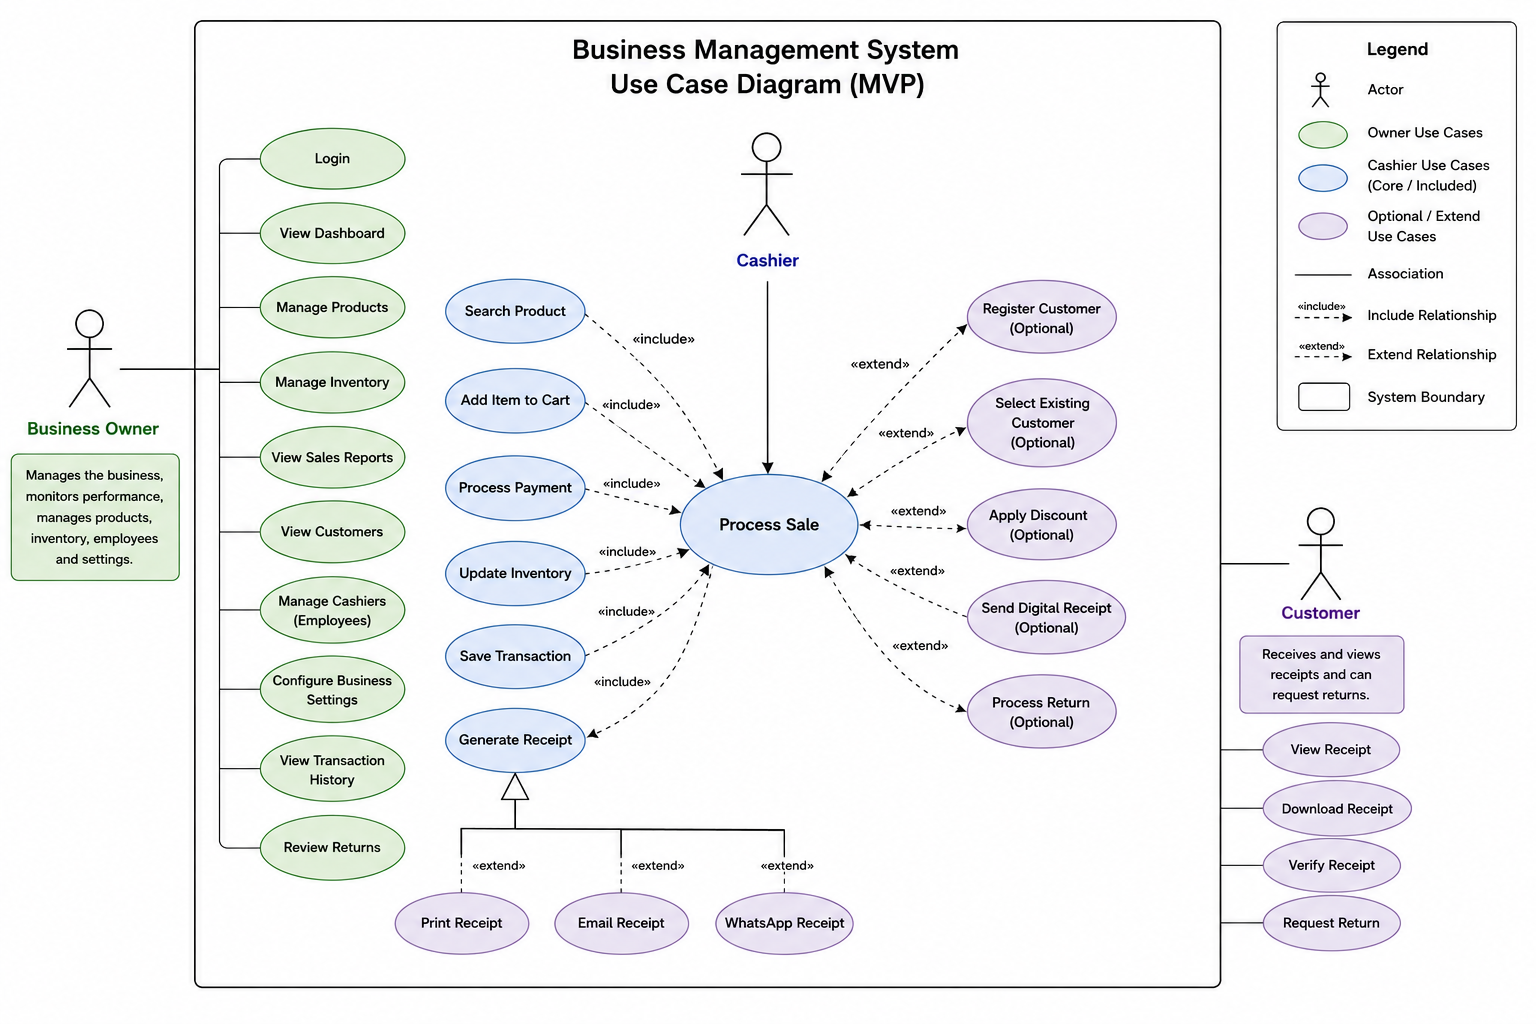 Business Management System
Use Case Diagram (MVP)
Legend
Actor
Owner Use Cases
Cashier Use Cases
(Core / Included)
Optional / Extend
Use Cases
Association
«include»
Include Relationship
«extend»
Extend Relationship
System Boundary
Business Owner
Manages the business,
monitors performance,
manages products,
inventory, employees
and settings.
Login
View Dashboard
Manage Products
Manage Inventory
View Sales Reports
View Customers
Manage Cashiers
(Employees)
Configure Business
Settings
View Transaction
History
Review Returns
Cashier
Search Product
«include»
Add Item to Cart
«include»
Process Payment
«include»
Update Inventory
«include»
Save Transaction
«include»
Generate Receipt
«include»
Process Sale
«extend»
Register Customer
(Optional)
«extend»
Select Existing
Customer
(Optional)
«extend»
Apply Discount
(Optional)
«extend»
Send Digital Receipt
(Optional)
«extend»
Process Return
(Optional)
«extend»
«extend»
«extend»
Print Receipt
Email Receipt
WhatsApp Receipt
Customer
Receives and views
receipts and can
request returns.
View Receipt
Download Receipt
Verify Receipt
Request Return